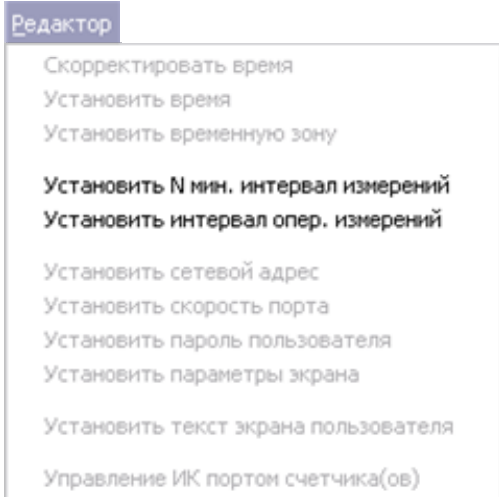 Редактор
Скорректировать время
Установить время
Установить временную зону
Установить N мин. интервал измерений
Установить интервал опер. измерений
Установить сетевой адрес
Установить скорость порта
Установить пароль пользователя
Установить параметры экрана
Установить текст экрана пользователя
Управление ИК портом счетчика(ов)